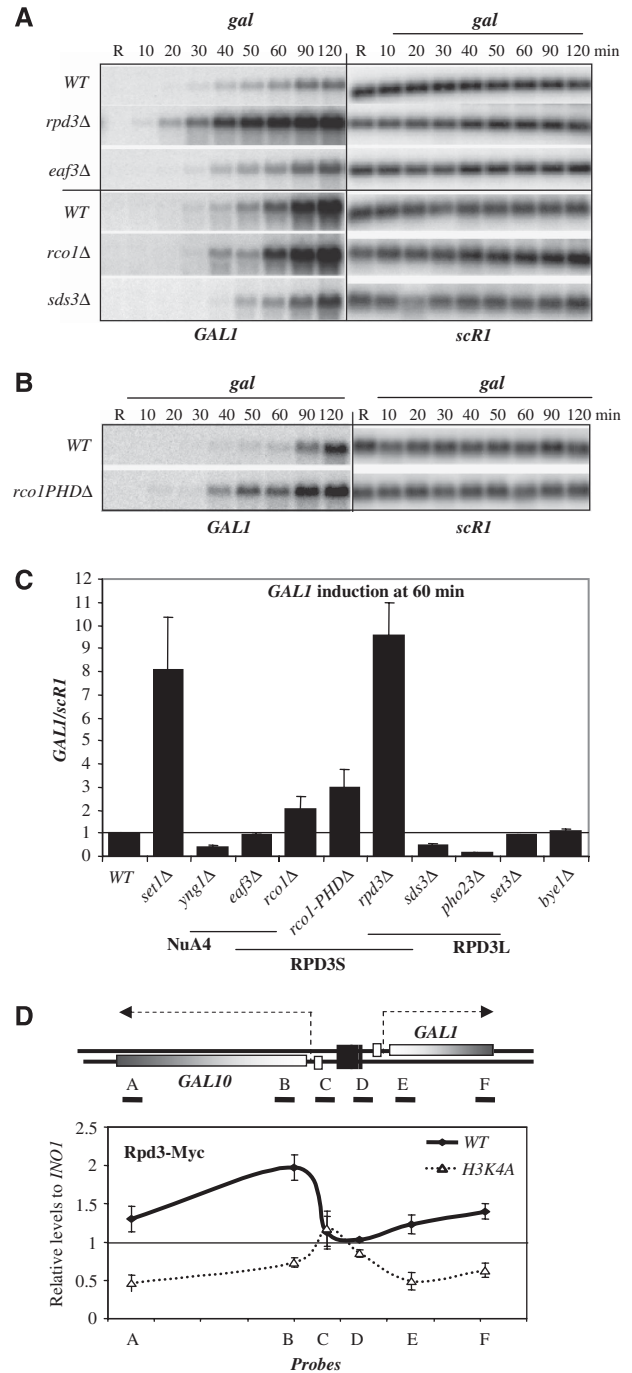 A
gal gal
R 10 20 30 40 50 60 90 120 R 10 20 30 40 50 60 90 120 min
WT
rpd3Δ
eaf3Δ
WT
rco1Δ
sds3Δ
GAL1 scR1
B
gal gal
R 10 20 30 40 50 60 90 120 R 10 20 30 40 50 60 90 120 min
WT
rco1PHDΔ
GAL1 scR1
C
GAL1 induction at 60 min
GAL1/scR1
12
11
10
9
8
7
6
5
4
3
2
1
0
WT set1Δ yng1Δ eaf3Δ rco1Δ rco1-PHDΔ rpd3Δ sds3Δ pho23Δ set3Δ bye1Δ
NuA4
RPD3S
RPD3L
D
GAL1
A GAL10 B C D E F
Rpd3-Myc
WT
H3K4A
Relative levels to INO1
2.5
2
1.5
1
0.5
0
A B C D E F
Probes